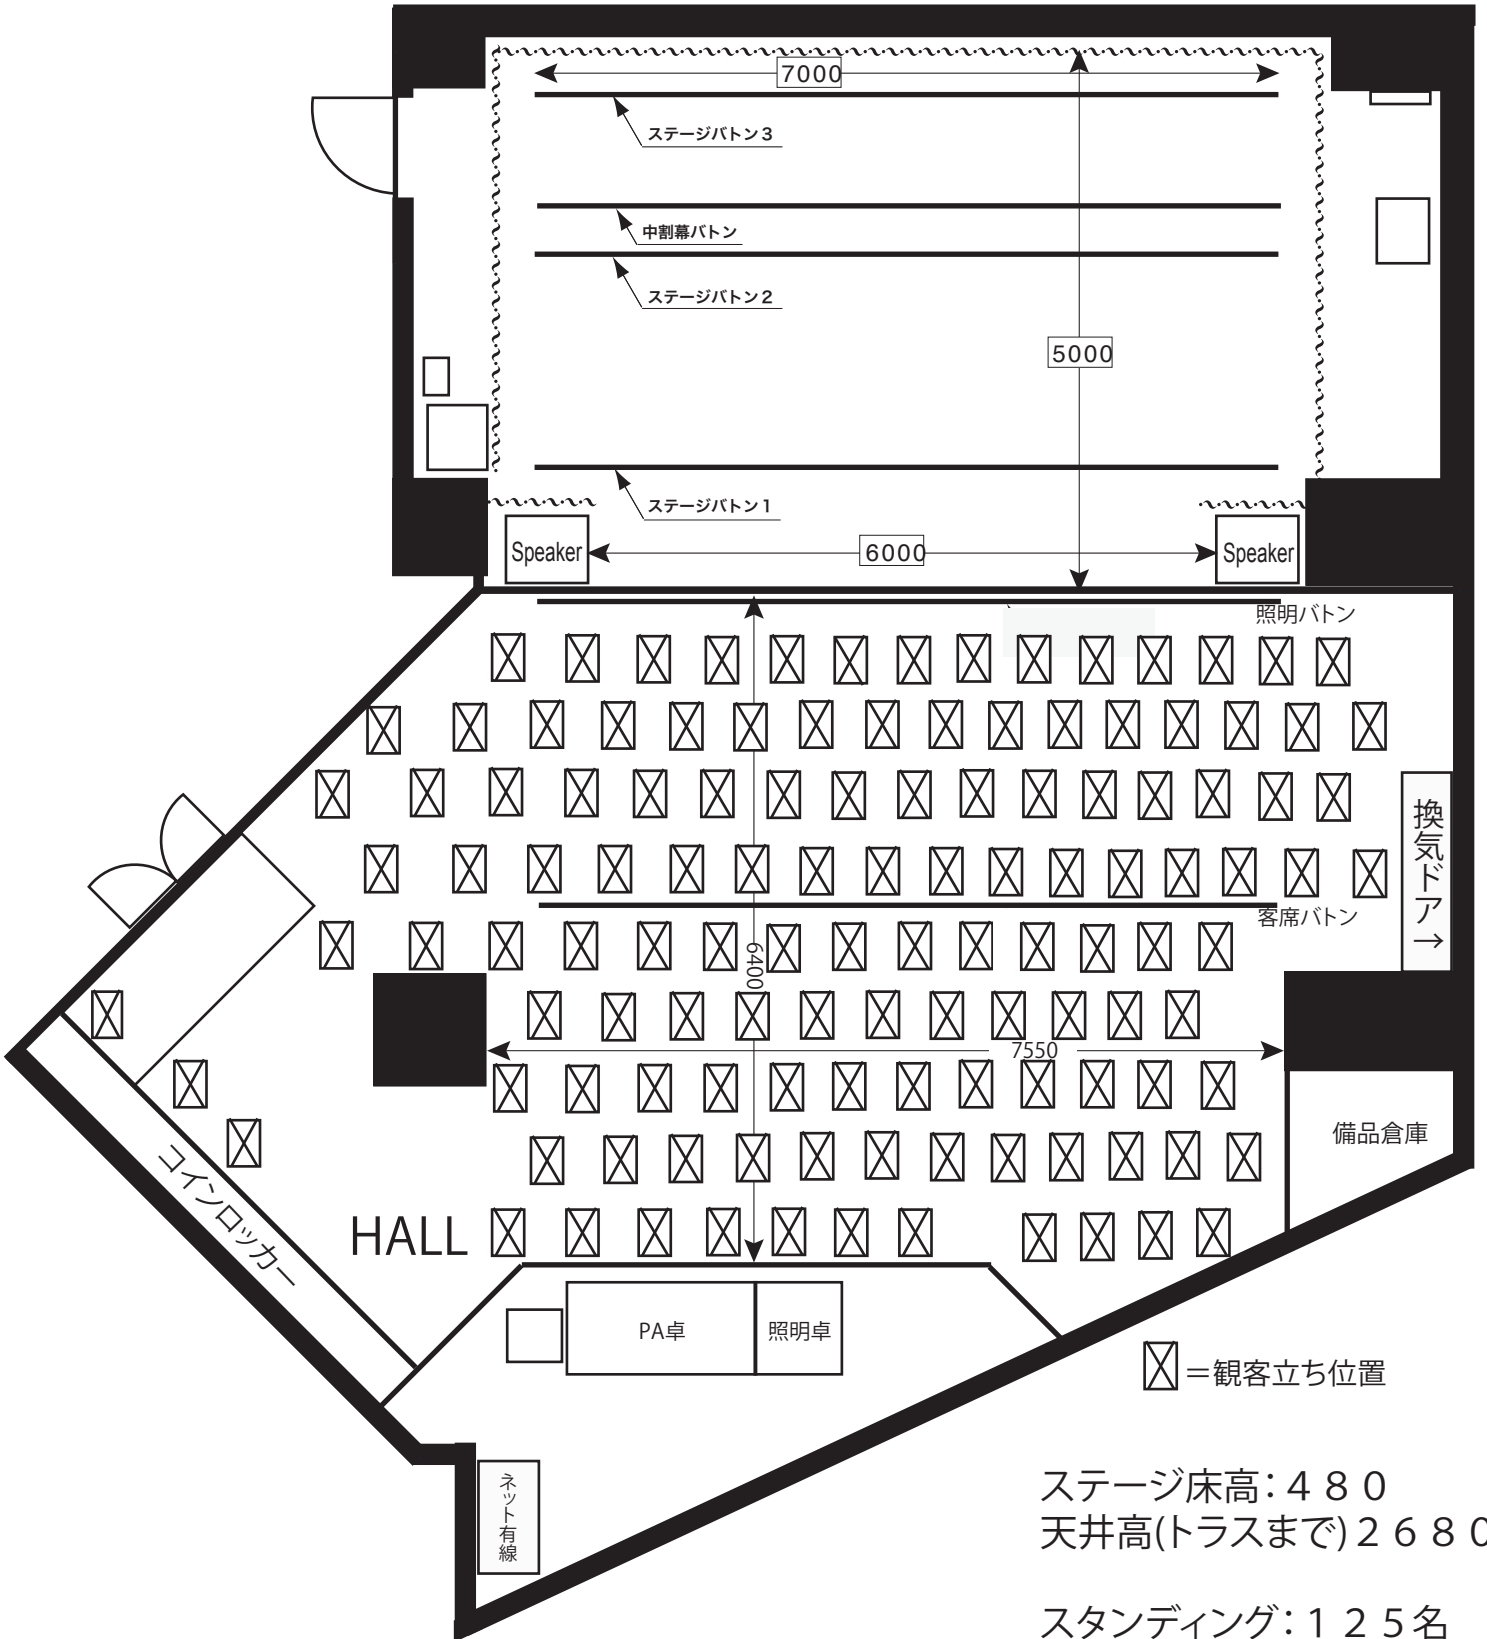 7000
ステージバトン３
中割幕バトン
ステージバトン２
5000
ステージバトン１
Speaker
6000
Speaker
照明バトン
換気ドア→
客席バトン
6400
7550
備品倉庫
コインロッカー
HALL
PA卓
照明卓
＝観客立ち位置
ネット有線
ステージ床高：４８０
天井高(トラスまで)２６８０
スタンディング：１２５名